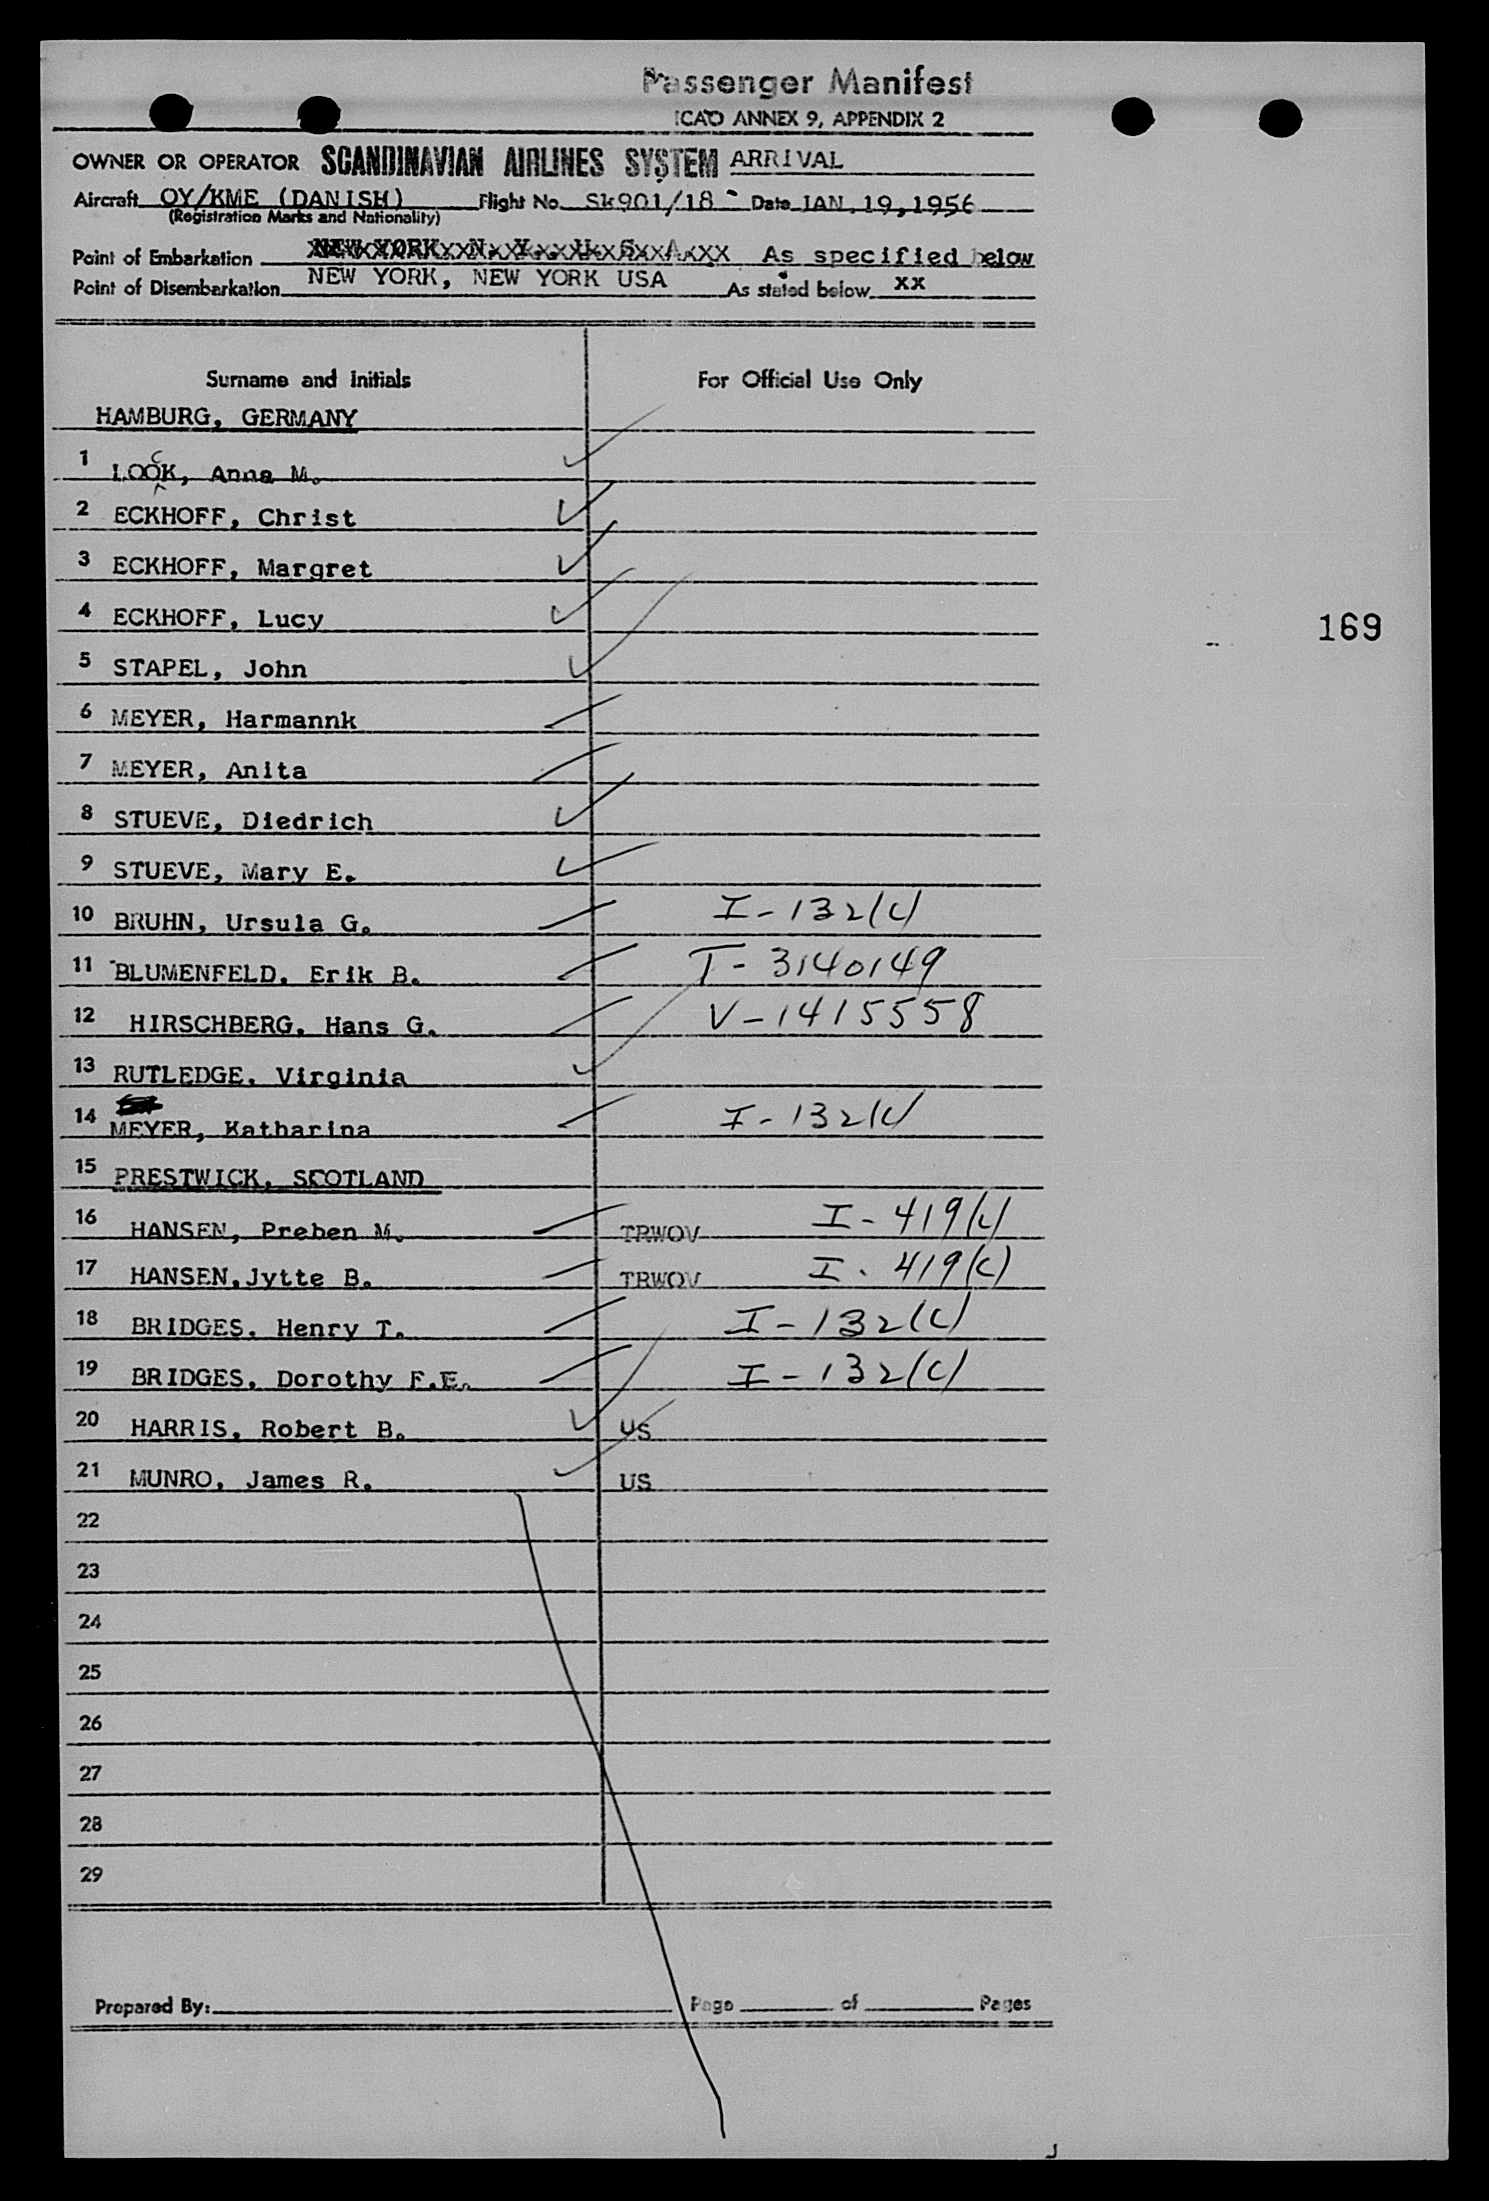 Passenger Manifest
ICAO ANNEX 9, APPENDIX 2
OWNER OR OPERATOR SCANDINAVIAN AIRLINES SYSTEM ARRIVAL
Aircraft OY/KME (DANISH) Flight No. Sk901/18 Date JAN. 19, 1956
(Registration Marks and Nationality)
Point of Embarkation NEW YORK N. Y. U. S. A. As specified below
Point of Disembarkation NEW YORK, NEW YORK USA As stated below xx
Surname and Initials For Official Use Only
HAMBURG, GERMANY
1 LOOCK, Anna M.
2 ECKHOFF, Christ
3 ECKHOFF, Margret
4 ECKHOFF, Lucy
169
5 STAPEL, John
6 MEYER, Harmannk
7 MEYER, Anita
8 STUEVE, Diedrich
9 STUEVE, Mary E.
10 BRUHN, Ursula G. I-132(c)
11 BLUMENFELD, Erik B. T-3140149
12 HIRSCHBERG, Hans G. V-1415558
13 RUTLEDGE, Virginia
14 MEYER, Katharina I-132(c)
15 PRESTWICK, SCOTLAND
16 HANSEN, Preben M. TRWOV I-419(c)
17 HANSEN, Jytte B. TRWOV I-419(c)
18 BRIDGES, Henry T. I-132(c)
19 BRIDGES, Dorothy F.E. I-132(c)
20 HARRIS, Robert B. US
21 MUNRO, James R. US
22
23
24
25
26
27
28
29
Prepared By: Page of Pages